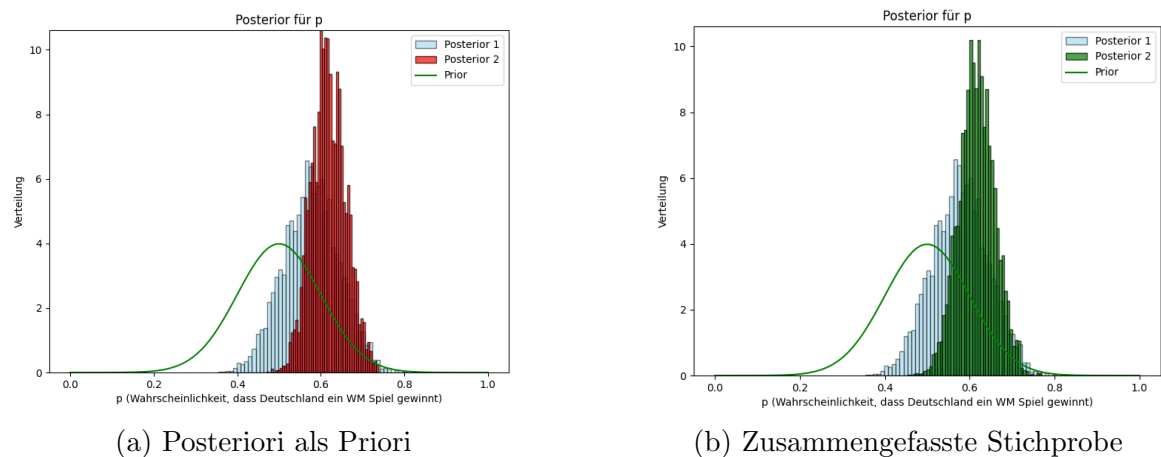 Posterior für p
Posterior 1
Posterior 2
Prior
Verteilung
10
8
6
4
2
0
0.0 0.2 0.4 0.6 0.8 1.0
p (Wahrscheinlichkeit, dass Deutschland ein WM Spiel gewinnt)
(a) Posteriori als Priori
Posterior für p
Posterior 1
Posterior 2
Prior
Verteilung
10
8
6
4
2
0
0.0 0.2 0.4 0.6 0.8 1.0
p (Wahrscheinlichkeit, dass Deutschland ein WM Spiel gewinnt)
(b) Zusammengefasste Stichprobe